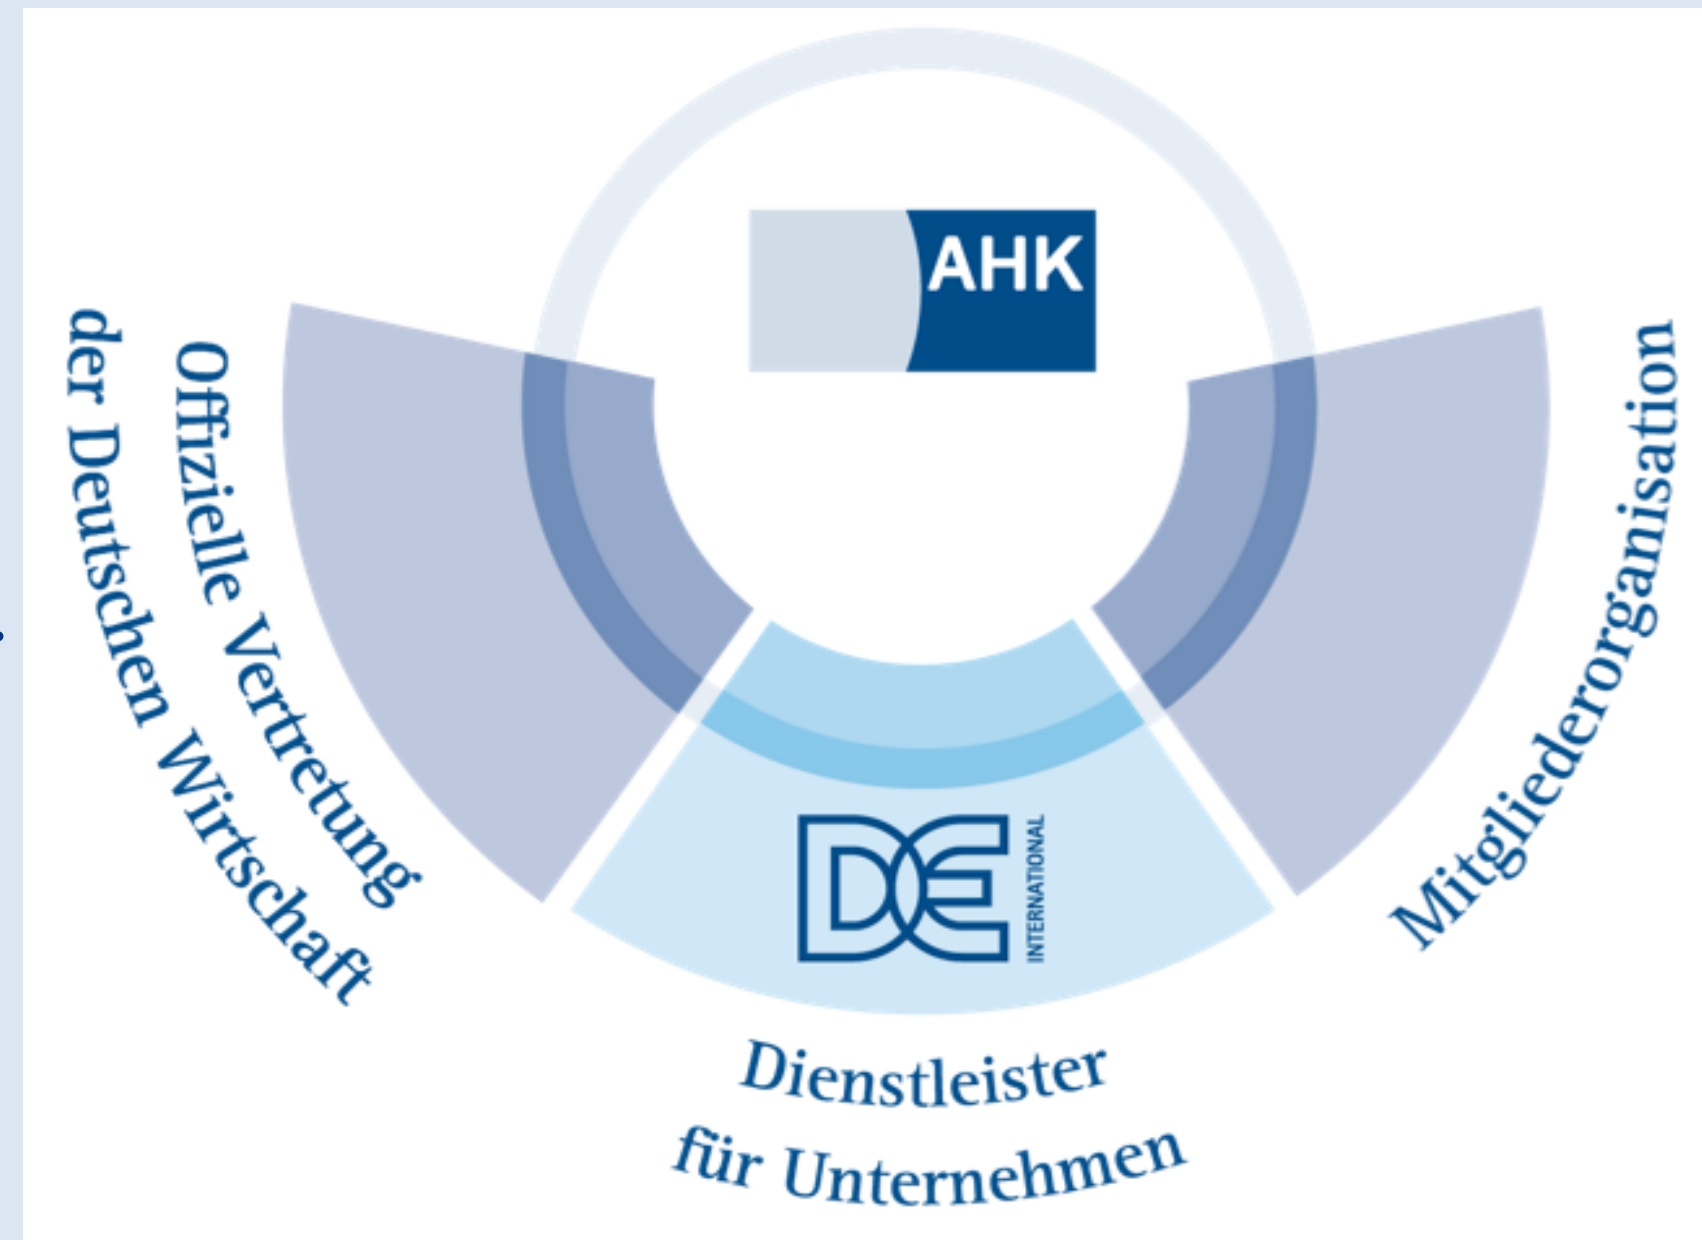 AHK
Offizielle Vertretung
der Deutschen Wirtschaft
DE
INTERNATIONAL
Dienstleister
für Unternehmen
Mitgliederorganisation